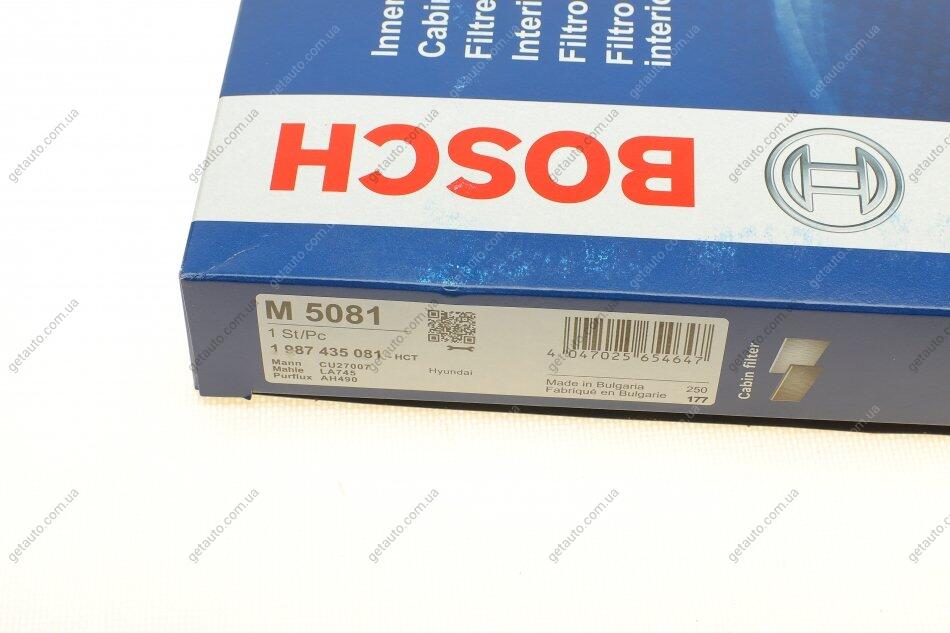 Inner
Cabin
Filtre
Interi
Filtro
Filtro
interio
BOSCH
M 5081
1 St/Pc
1 987 435 081 HCT
Mann CU27007
Mahle LA745
Purflux AH490
Hyundai
4 047025 654647
Made in Bulgaria 250
Fabriqué en Bulgarie 177
Cabin filter
getauto.com.ua